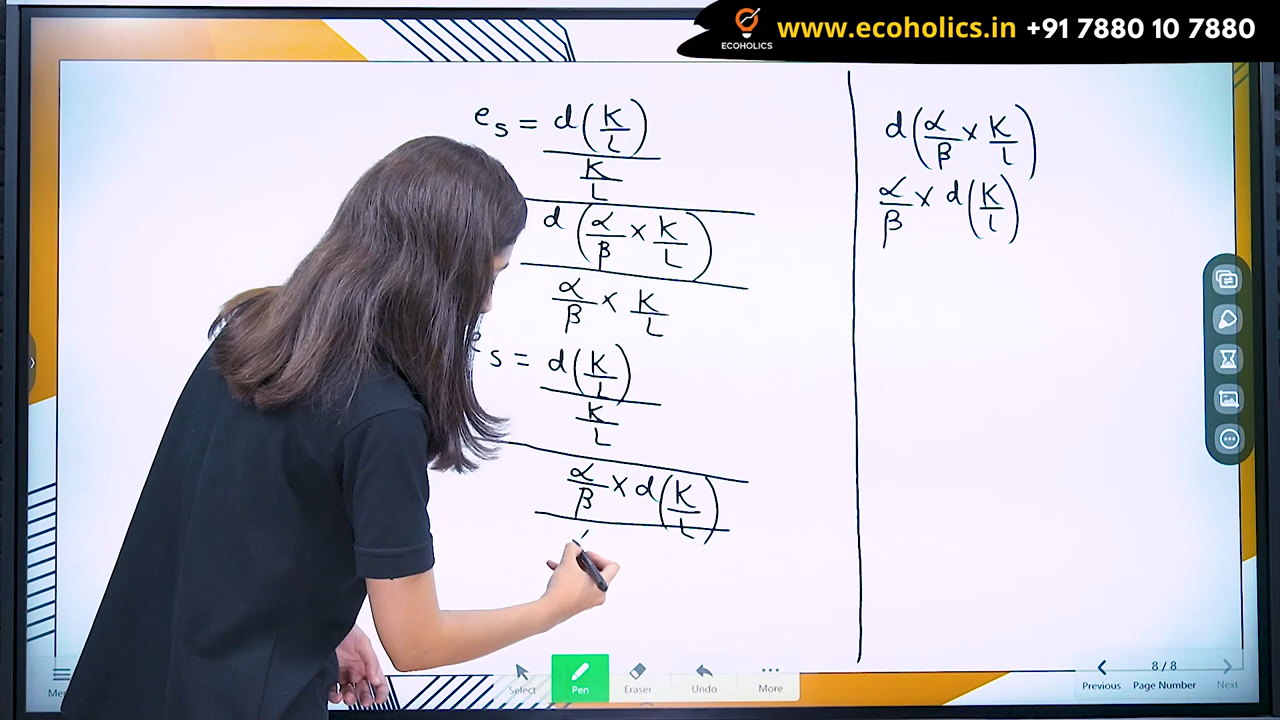 ECOHOLICS
www.ecoholics.in +91 7880 10 7880
e_s = d(K/L)
K/L
d(α/β × K/L)
α/β × K/L
s = d(K/L)
K/L
α/β × d(K/L)
d(α/β × K/L)
α/β × d(K/L)
Select
Pen
Eraser
Undo
More
8 / 8
Previous
Page Number
Next